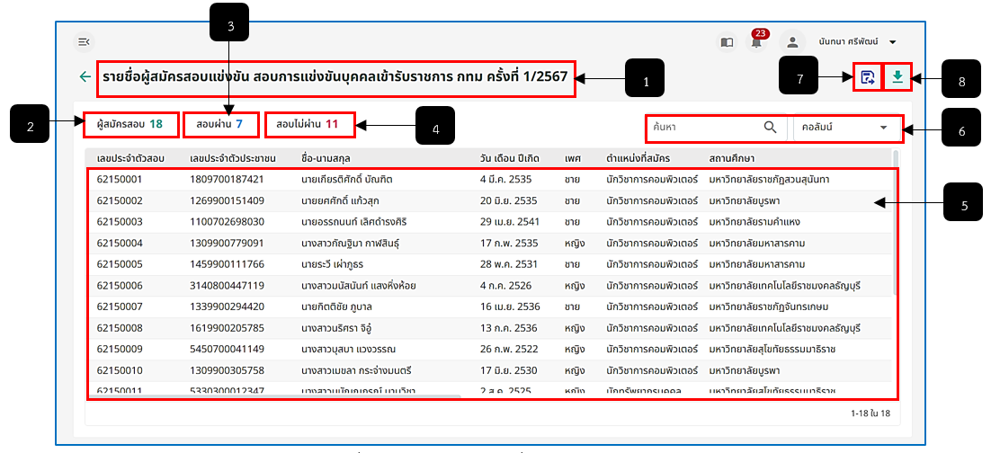 3
23
นันทนา ศรีพัฒน์
รายชื่อผู้สมัครสอบแข่งขัน สอบการแข่งขันบุคคลเข้ารับราชการ กทม ครั้งที่ 1/2567
1
7
8
2
ผู้สมัครสอบ 18
สอบผ่าน 7
สอบไม่ผ่าน 11
4
ค้นหา
คอลัมน์
6
เลขประจำตัวสอบ เลขประจำตัวประชาชน ชื่อ-นามสกุล วัน เดือน ปีเกิด เพศ ตำแหน่งที่สมัคร สถานศึกษา
62150001 1809700187421 นายเกียรติศักดิ์ บัณฑิต 4 มี.ค. 2535 ชาย นักวิชาการคอมพิวเตอร์ มหาวิทยาลัยราชภัฏสวนสุนันทา
62150002 1269900151409 นายยศศักดิ์ แก้วสุก 20 มิ.ย. 2535 ชาย นักวิชาการคอมพิวเตอร์ มหาวิทยาลัยบูรพา
5
62150003 1100702698030 นายอรรถนนท์ เลิศดำรงศิริ 29 เม.ย. 2541 ชาย นักวิชาการคอมพิวเตอร์ มหาวิทยาลัยรามคำแหง
62150004 1309900779091 นางสาวกัณฐิมา กาฬสินธุ์ 17 ก.พ. 2535 หญิง นักวิชาการคอมพิวเตอร์ มหาวิทยาลัยมหาสารคาม
62150005 1459900111766 นายระวี เผ่าภูธร 28 พ.ค. 2531 ชาย นักวิชาการคอมพิวเตอร์ มหาวิทยาลัยมหาสารคาม
62150006 3140800447119 นางสาวมนัสนันท์ แสงหิ่งห้อย 4 ก.ค. 2526 หญิง นักวิชาการคอมพิวเตอร์ มหาวิทยาลัยเทคโนโลยีราชมงคลธัญบุรี
62150007 1339900294420 นายกิตติชัย ภูบาล 16 เม.ย. 2536 ชาย นักวิชาการคอมพิวเตอร์ มหาวิทยาลัยราชภัฏจันทรเกษม
62150008 1619900205785 นางสาวนริศรา จิอู๋ 13 ก.ค. 2536 หญิง นักวิชาการคอมพิวเตอร์ มหาวิทยาลัยเทคโนโลยีราชมงคลธัญบุรี
62150009 5450700041149 นางสาวบุสบา แวงวรรณ 26 ก.พ. 2522 หญิง นักวิชาการคอมพิวเตอร์ มหาวิทยาลัยสุโขทัยธรรมมาธิราช
62150010 1309900305758 นางสาวเมขลา กระจ่างมนตรี 17 มิ.ย. 2530 หญิง นักวิชาการคอมพิวเตอร์ มหาวิทยาลัยบูรพา
62150011 5330300012347 2 ส.ค. 2525 หญิง นักทรัพยากรบุคคล มหาวิทยาลัยสุโขทัยธรรมมาธิราช
1-18 ใน 18